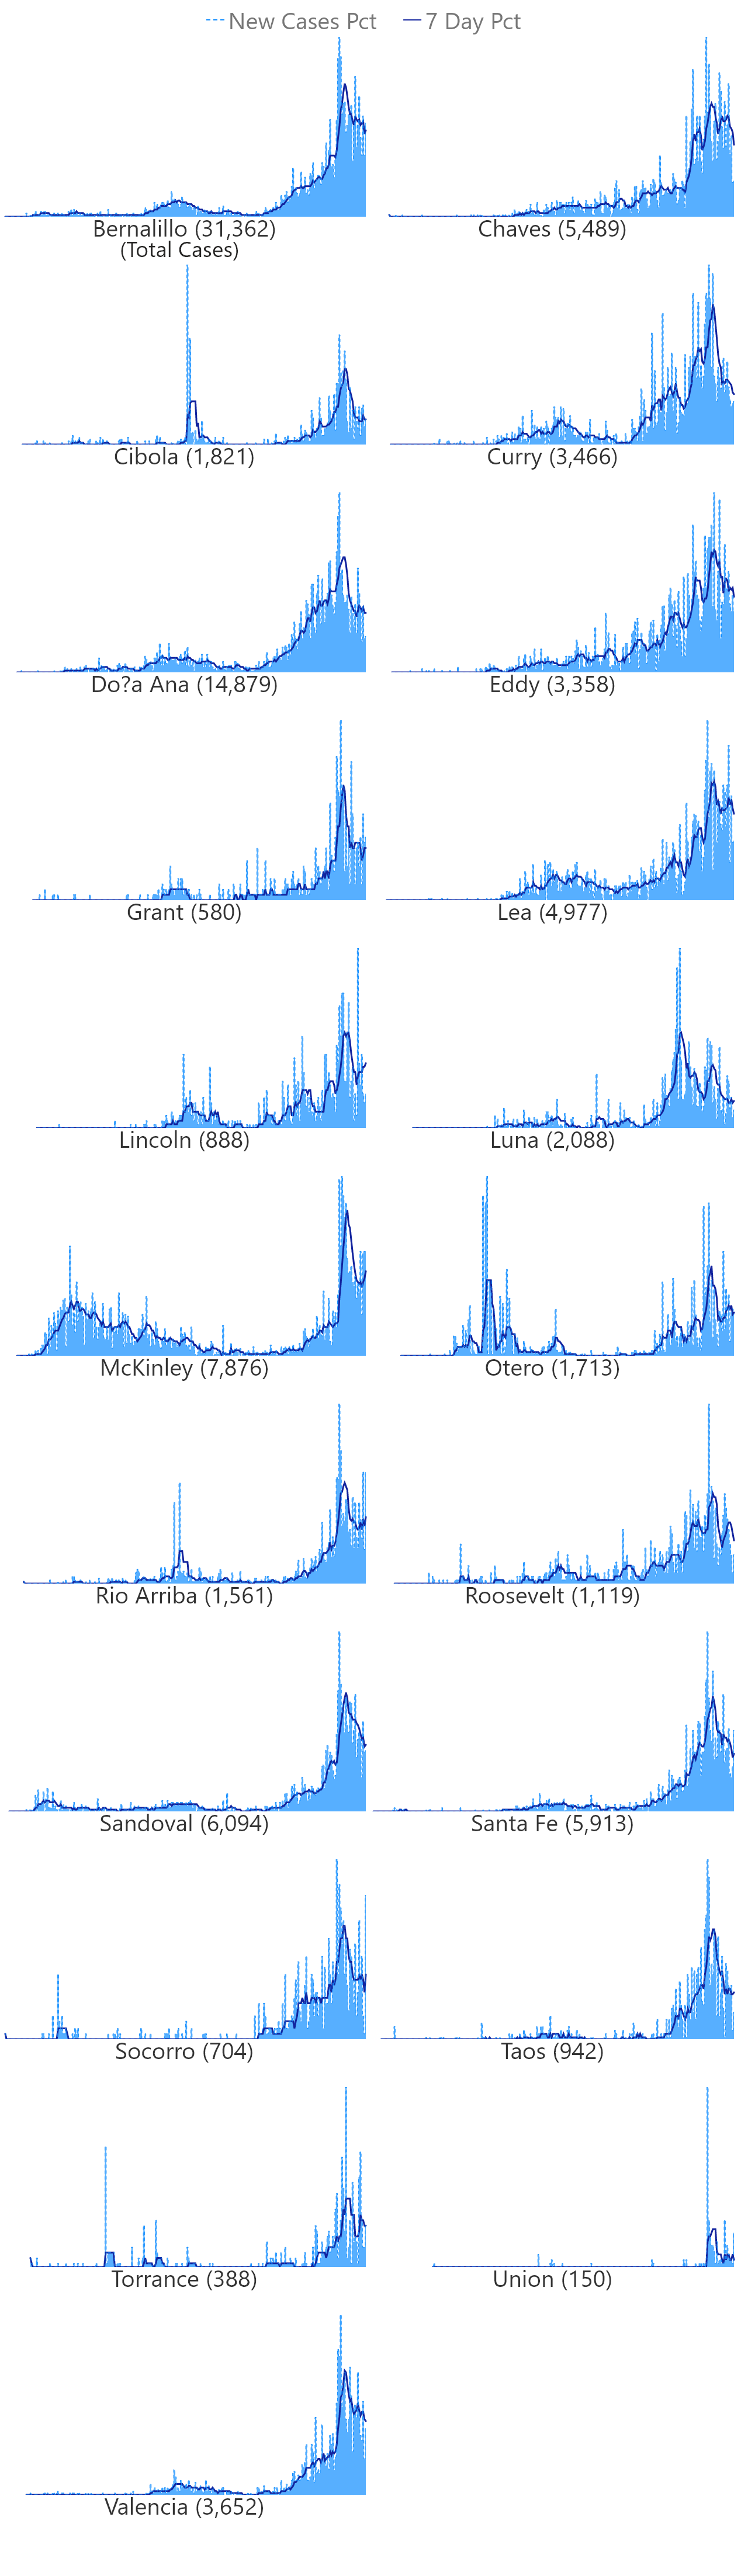 New Cases Pct 7 Day Pct
Bernalillo (31,362)
(Total Cases)
Chaves (5,489)
Cibola (1,821)
Curry (3,466)
Do?a Ana (14,879)
Eddy (3,358)
Grant (580)
Lea (4,977)
Lincoln (888)
Luna (2,088)
McKinley (7,876)
Otero (1,713)
Rio Arriba (1,561)
Roosevelt (1,119)
Sandoval (6,094)
Santa Fe (5,913)
Socorro (704)
Taos (942)
Torrance (388)
Union (150)
Valencia (3,652)